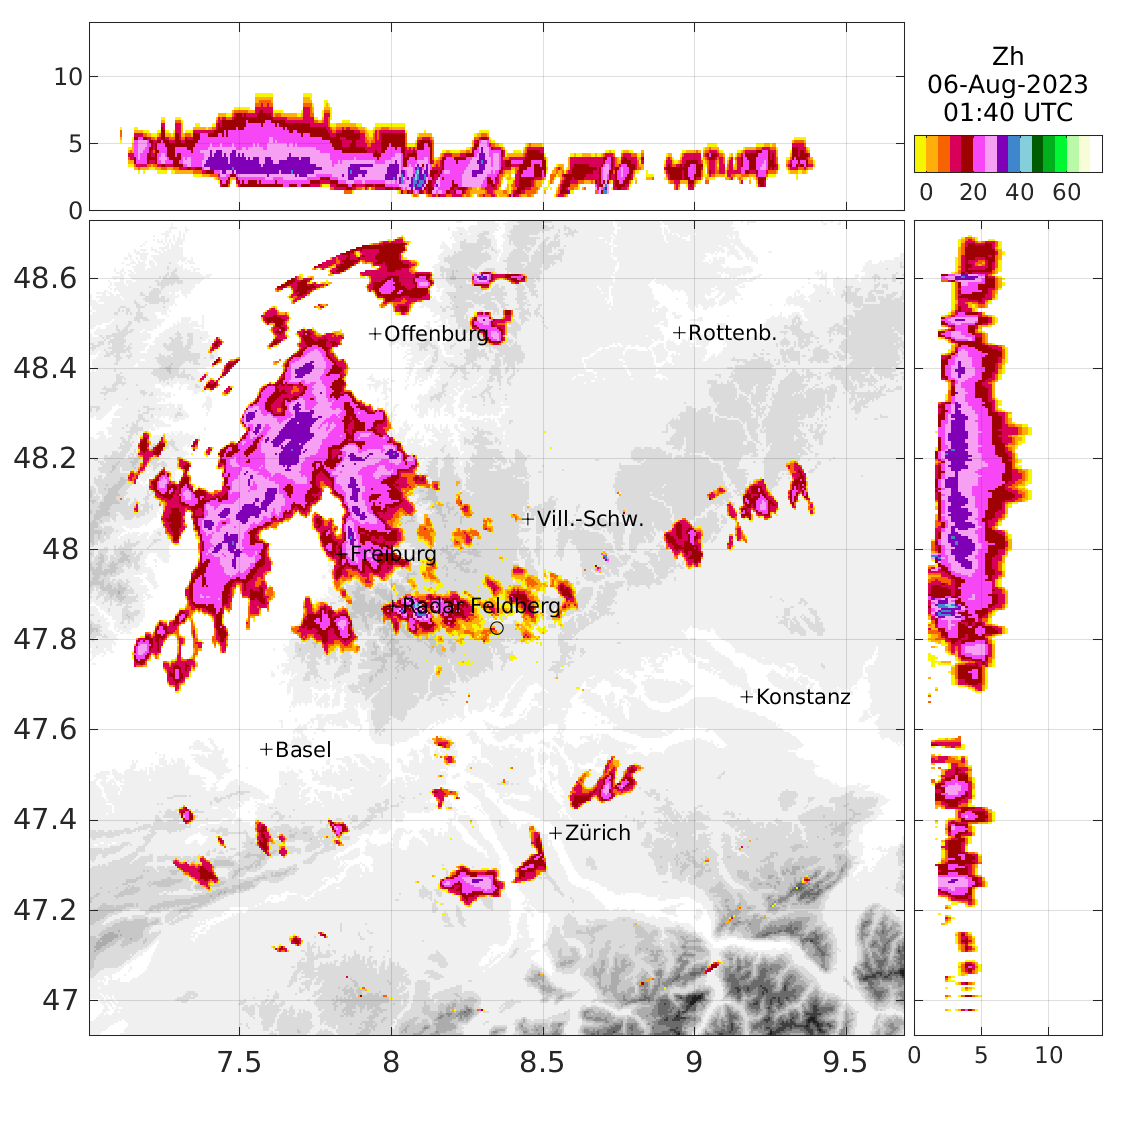 Zh
06-Aug-2023
01:40 UTC
0 20 40 60
10
5
0
48.6
48.4
48.2
48
47.8
47.6
47.4
47.2
47
Offenburg
Rottenb.
Vill.-Schw.
Freiburg
Radar Feldberg
Konstanz
Basel
Zürich
7.5 8 8.5 9 9.5
0 5 10